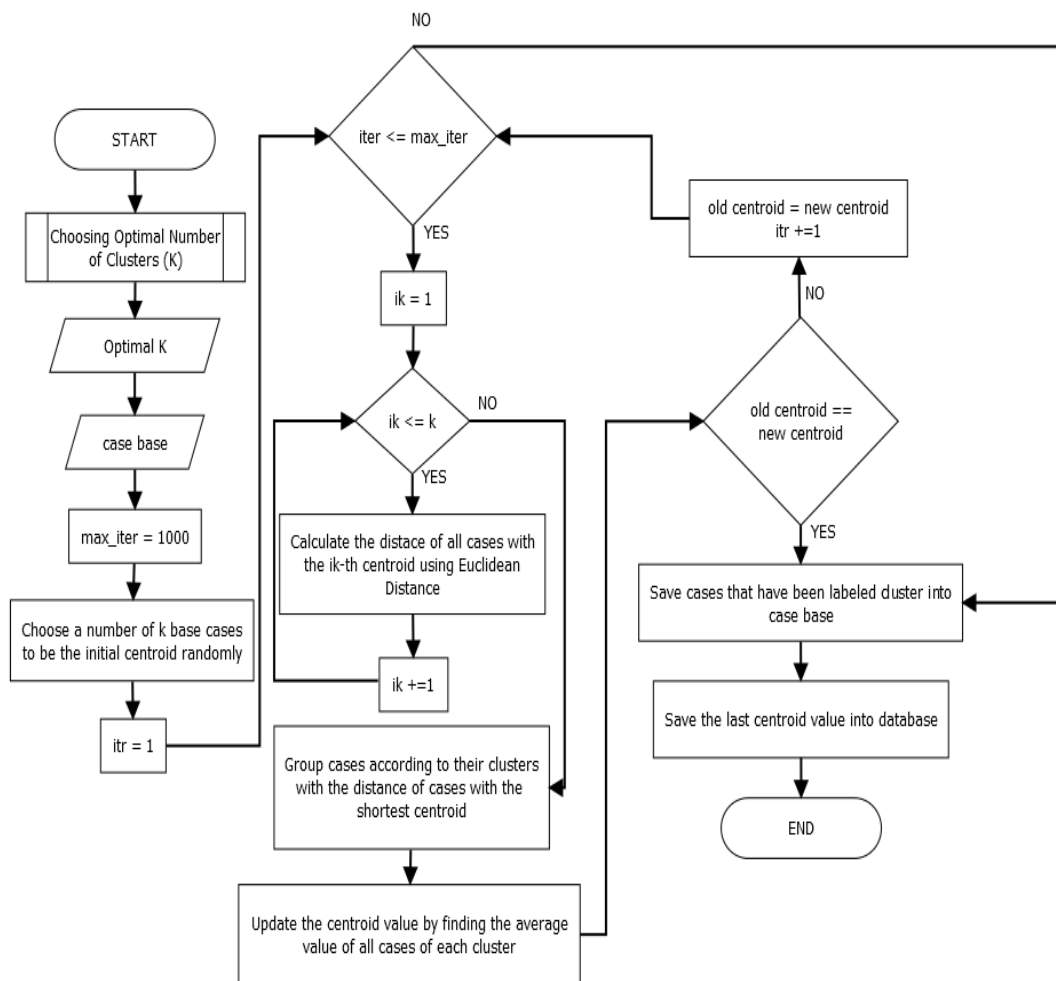 START
Choosing Optimal Number
of Clusters (K)
Optimal K
case base
max_iter = 1000
Choose a number of k base cases
to be the initial centroid randomly
itr = 1
NO
iter <= max_iter
YES
ik = 1
ik <= k
NO
YES
Calculate the distace of all cases with
the ik-th centroid using Euclidean
Distance
ik +=1
Group cases according to their clusters
with the distance of cases with the
shortest centroid
Update the centroid value by finding the average
value of all cases of each cluster
old centroid = new centroid
itr +=1
NO
old centroid ==
new centroid
YES
Save cases that have been labeled cluster into
case base
Save the last centroid value into database
END